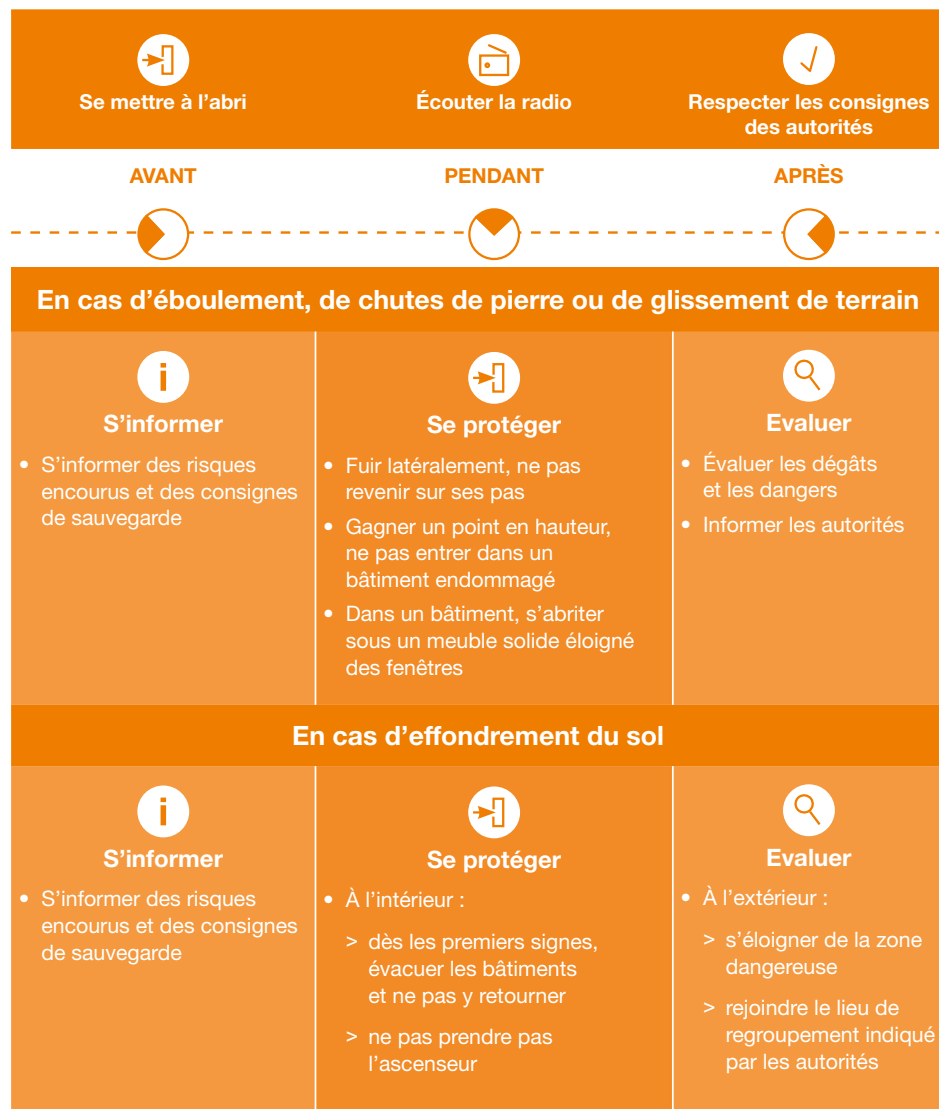 Se mettre à l'abri
Écouter la radio
Respecter les consignes
des autorités
AVANT
PENDANT
APRÈS
En cas d'éboulement, de chutes de pierre ou de glissement de terrain
i
S'informer
• S'informer des risques
encourus et des consignes
de sauvegarde
Se protéger
• Fuir latéralement, ne pas
revenir sur ses pas
• Gagner un point en hauteur,
ne pas entrer dans un
bâtiment endommagé
• Dans un bâtiment, s'abriter
sous un meuble solide éloigné
des fenêtres
Evaluer
• Évaluer les dégâts
et les dangers
• Informer les autorités
En cas d'effondrement du sol
i
S'informer
• S'informer des risques
encourus et des consignes
de sauvegarde
Se protéger
• À l'intérieur :
> dès les premiers signes,
évacuer les bâtiments
et ne pas y retourner
> ne pas prendre pas
l'ascenseur
Evaluer
• À l'extérieur :
> s'éloigner de la zone
dangereuse
> rejoindre le lieu de
regroupement indiqué
par les autorités